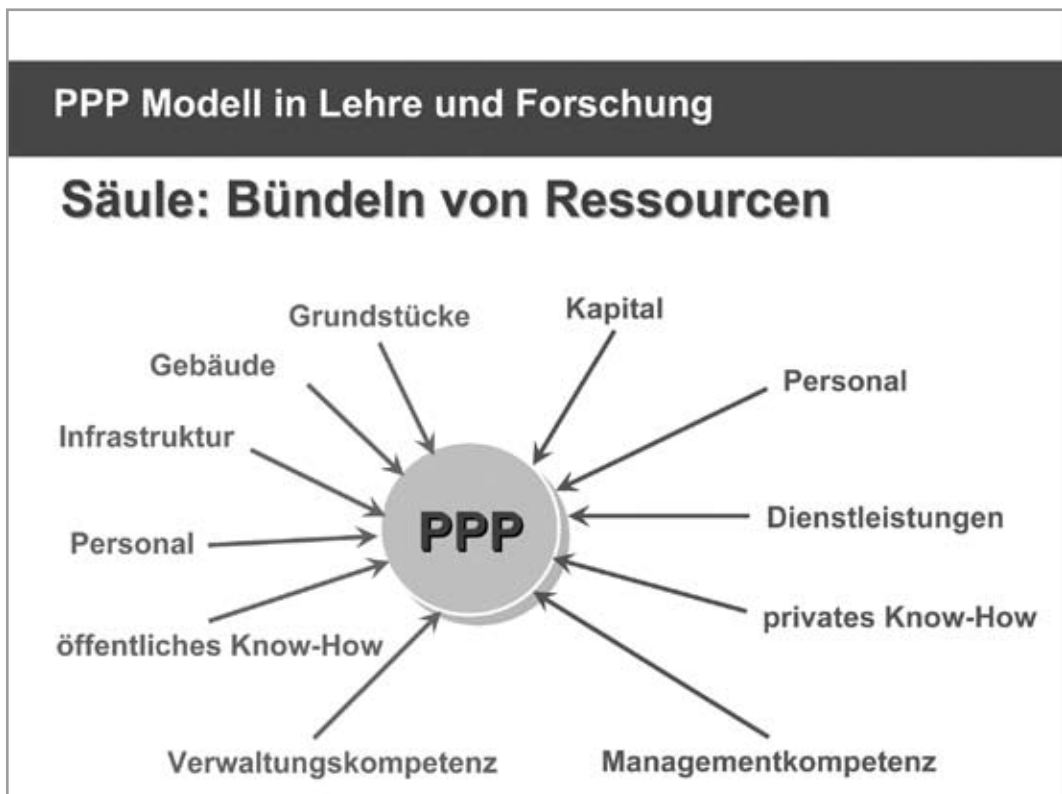 PPP Modell in Lehre und Forschung
Säule: Bündeln von Ressourcen
Grundstücke
Kapital
Gebäude
Personal
Infrastruktur
PPP
Dienstleistungen
Personal
privates Know-How
öffentliches Know-How
Verwaltungskompetenz
Managementkompetenz